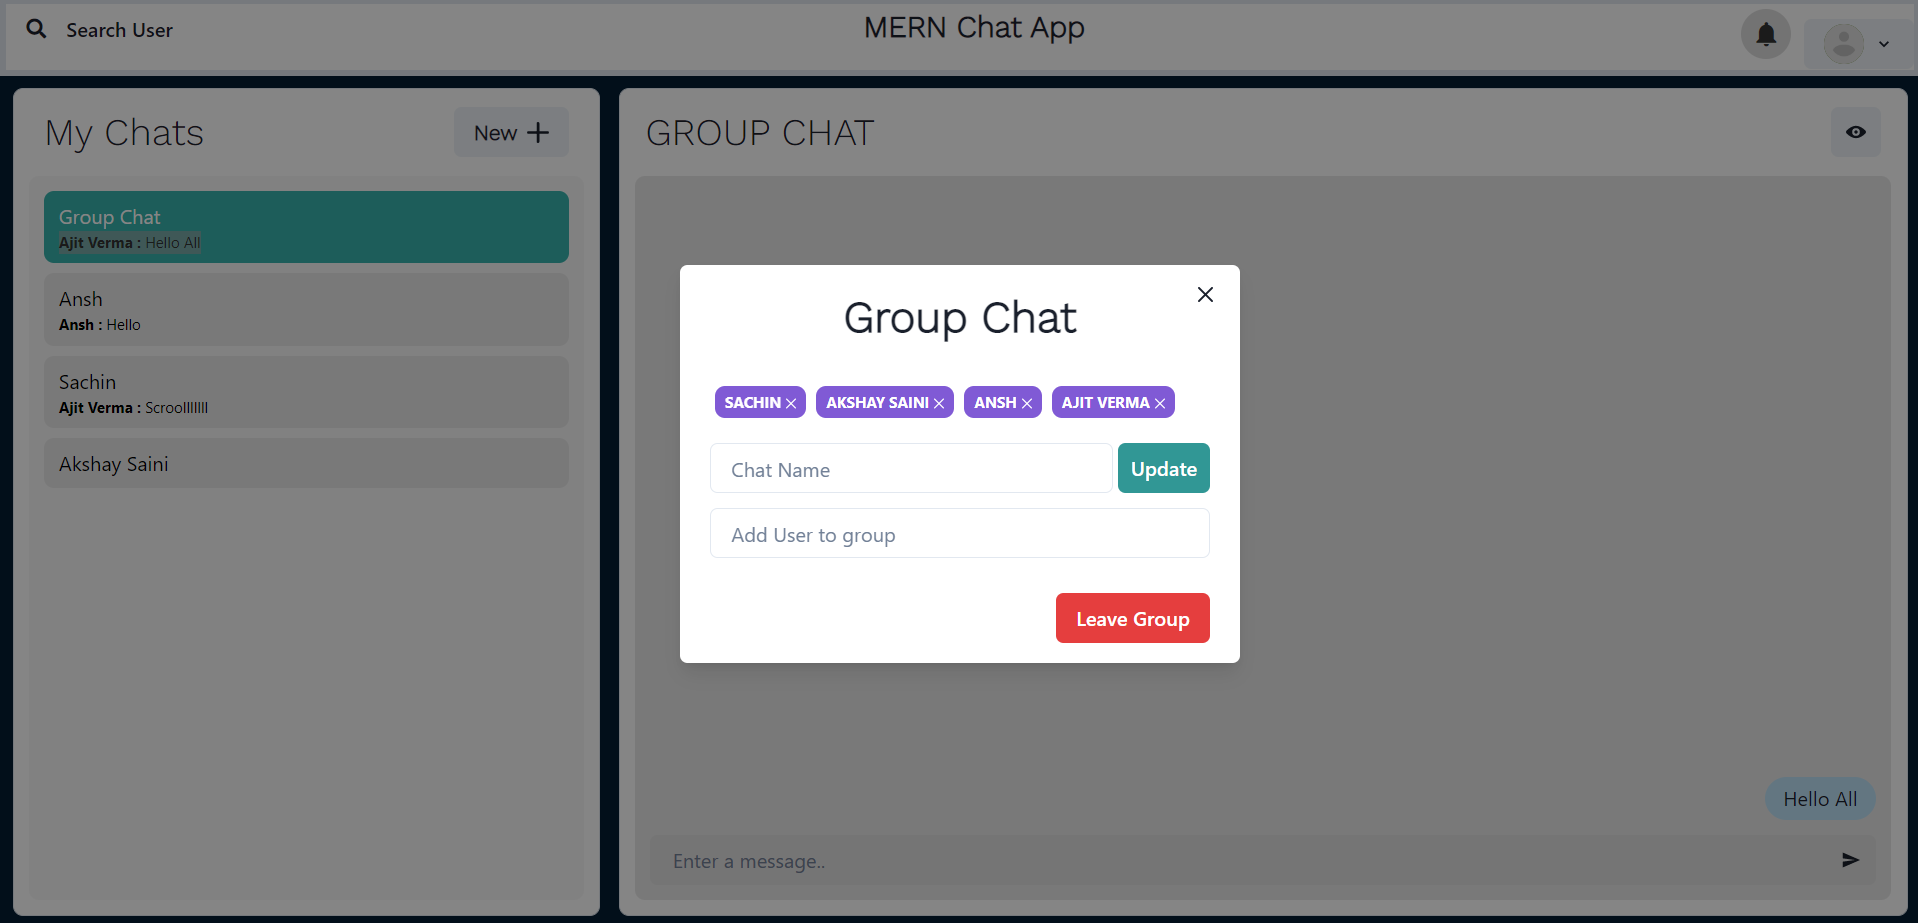 Search User
MERN Chat App
My Chats
New
Group Chat
Ajit Verma : Hello All
Ansh
Ansh : Hello
Sachin
Ajit Verma : Scroolllllll
Akshay Saini
GROUP CHAT
Group Chat
SACHIN
AKSHAY SAINI
ANSH
AJIT VERMA
Chat Name
Update
Add User to group
Leave Group
Hello All
Enter a message..